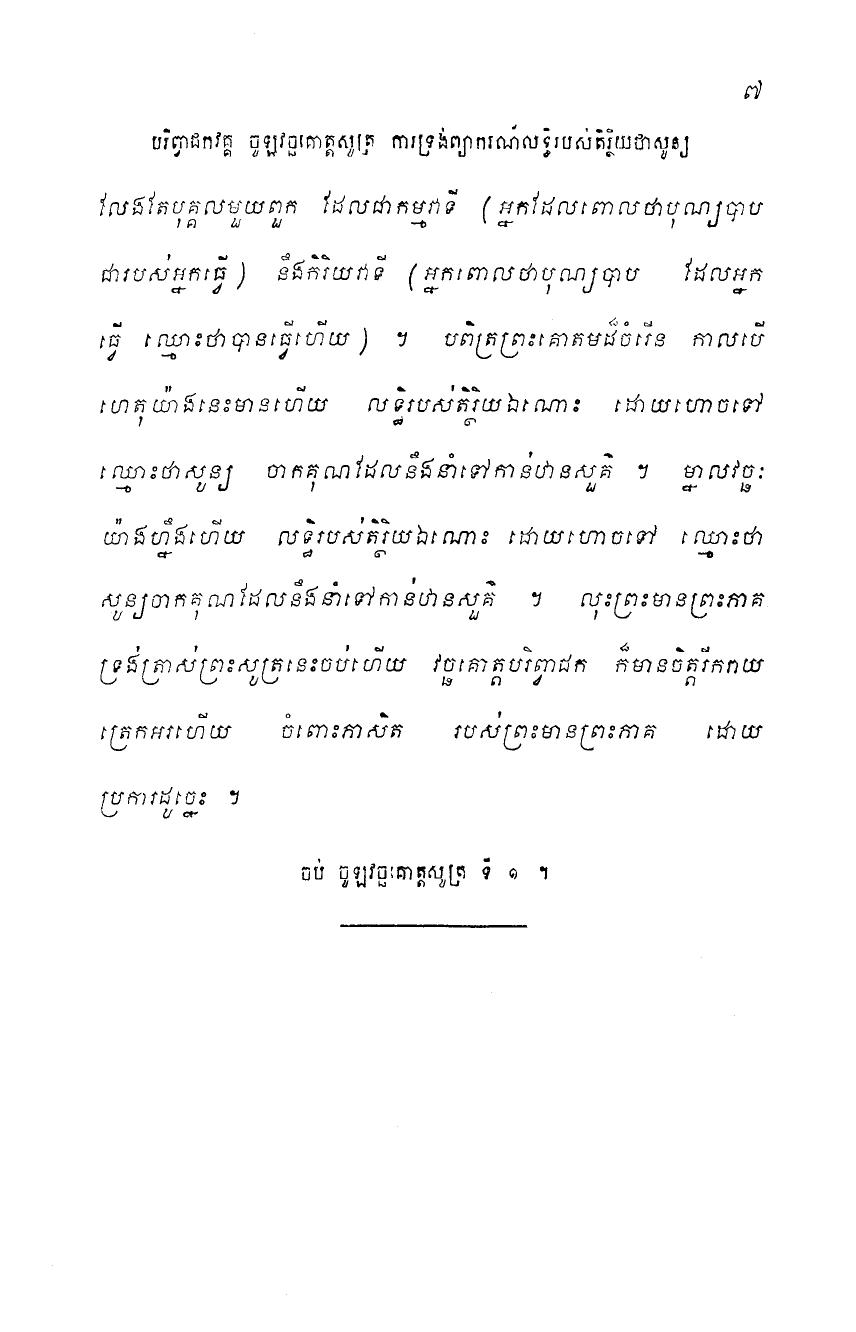 ៧
បរិព្វាជកវគ្គ ចូឡវច្ឆគោត្តសូត្រ ការទ្រង់ព្យាករណ៍លទ្ធិរបស់តិរ្ថិយថាសូន្យ
លែងតែបុគ្គលមួយពួក ដែលជាកម្មវាទី (អ្នកដែលពោលថាបុណ្យបាប
ជារបស់អ្នកធ្វើ) នឹងកិរិយវាទី (អ្នកពោលថាបុណ្យបាប ដែលអ្នក
ធ្វើ ឈ្មោះថាបានធ្វើហើយ) ។ បពិត្រព្រះគោតមដ៏ចំរើន កាលបើ
ហេតុយ៉ាងនេះមានហើយ លទ្ធិរបស់តិរ្ថិយឯណោះ ដោយហោចទៅ
ឈ្មោះថាសូន្យ ចាកគុណដែលនឹងនាំទៅកាន់ឋានសួគ៌ ។ ម្នាលវច្ឆៈ
យ៉ាងហ្នឹងហើយ លទ្ធិរបស់តិរ្ថិយឯណោះ ដោយហោចទៅ ឈ្មោះថា
សូន្យចាកគុណដែលនឹងនាំទៅកាន់ឋានសួគ៌ ។ លុះព្រះមានព្រះភាគ
ទ្រង់ត្រាស់ព្រះសូត្រនេះចប់ហើយ វច្ឆគោត្តបរិព្វាជក ក៏មានចិត្តរីករាយ
ត្រេកអរហើយ ចំពោះភាសិត របស់ព្រះមានព្រះភាគ ដោយ
ប្រការដូច្នេះ ។
ចប់ ចូឡវច្ឆគោត្តសូត្រ ទី ១ ។